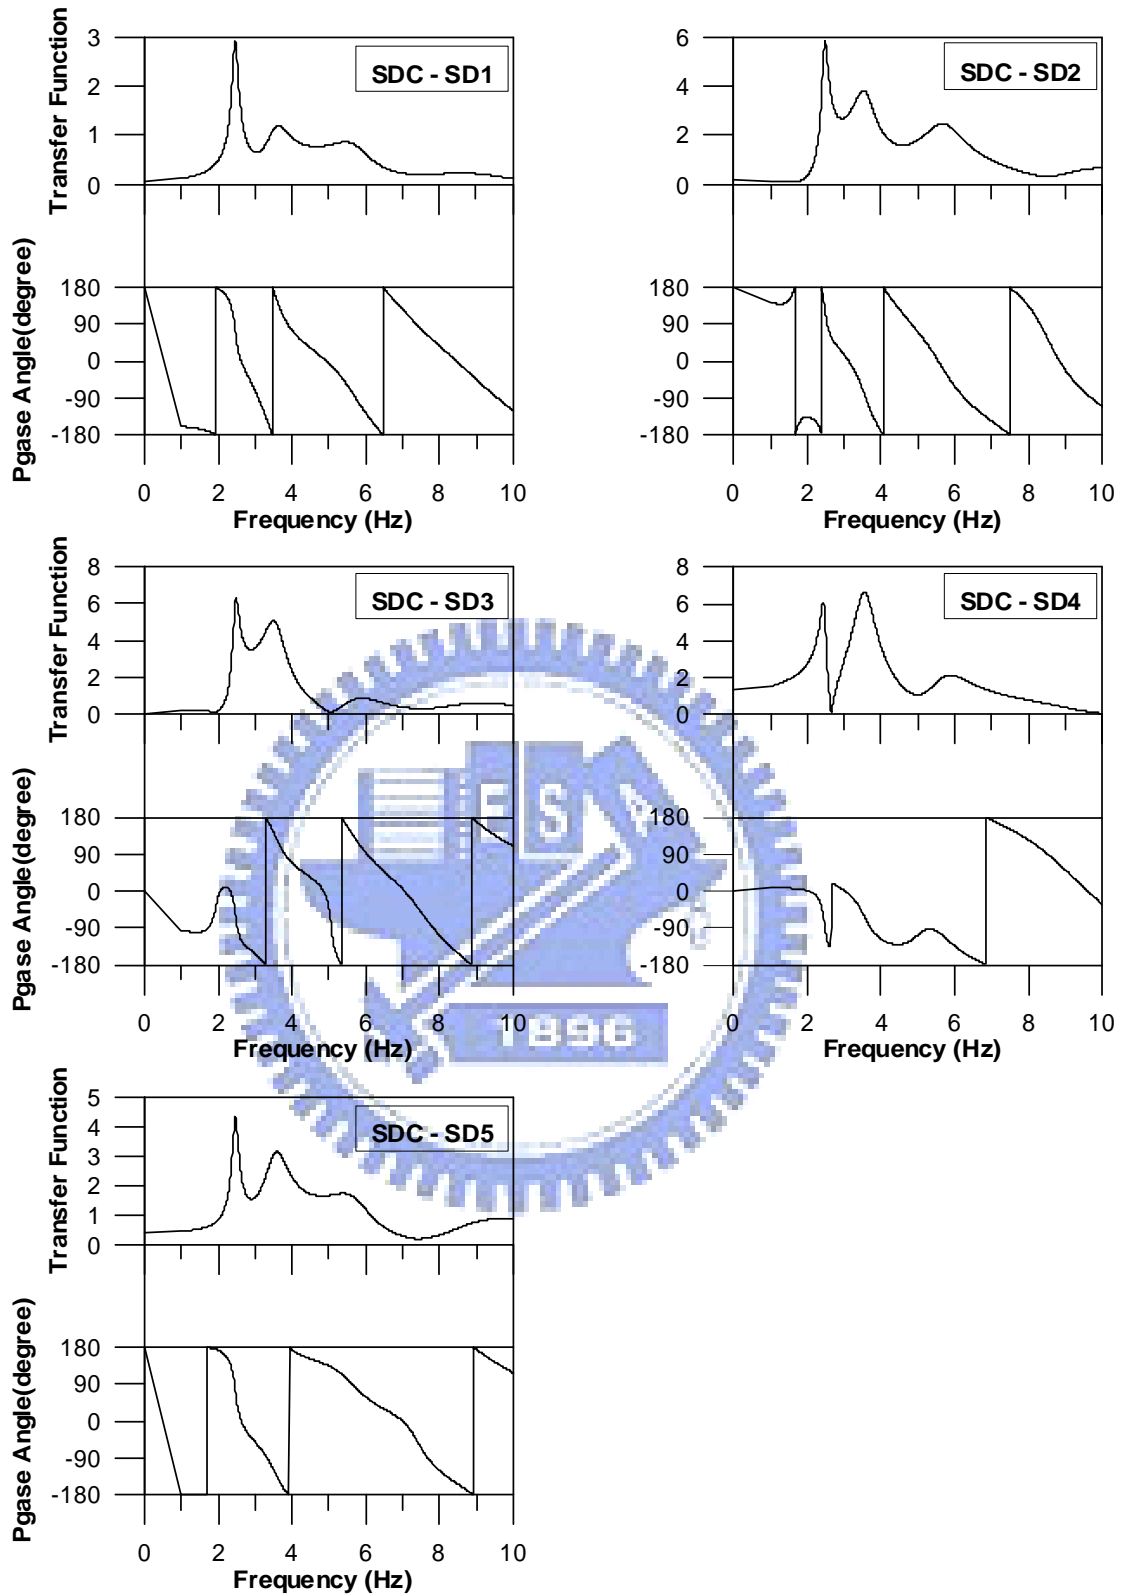 SDC - SD1
Transfer Function
3
2
1
0
Pgase Angle(degree)
180
90
0
-90
-180
0 2 4 6 8 10
Frequency (Hz)
SDC - SD2
6
4
2
0
180
90
0
-90
-180
0 2 4 6 8 10
Frequency (Hz)
SDC - SD3
Transfer Function
8
6
4
2
0
Pgase Angle(degree)
180
90
0
-90
-180
0 2 4 6 8 10
Frequency (Hz)
SDC - SD4
8
6
4
2
0
180
90
0
-90
-180
0 2 4 6 8 10
Frequency (Hz)
E S A
1896
SDC - SD5
Transfer Function
5
4
3
2
1
0
Pgase Angle(degree)
180
90
0
-90
-180
0 2 4 6 8 10
Frequency (Hz)